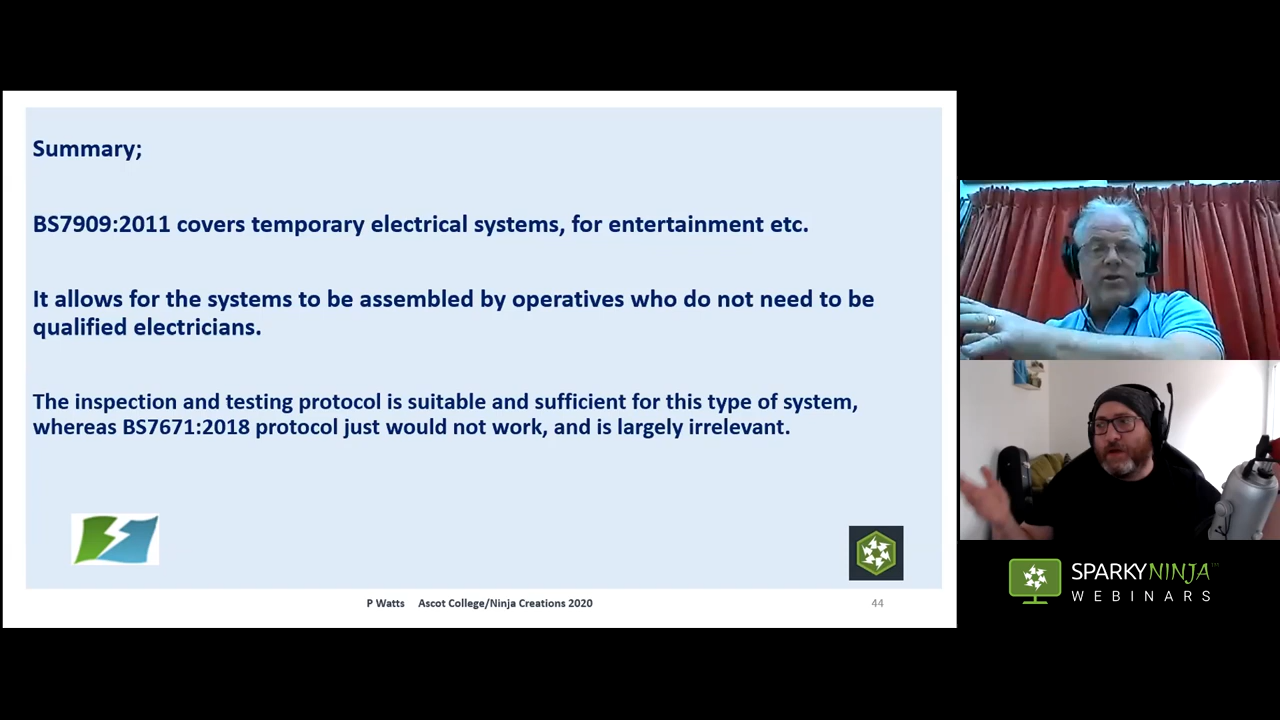 Summary;
BS7909:2011 covers temporary electrical systems, for entertainment etc.
It allows for the systems to be assembled by operatives who do not need to be
qualified electricians.
The inspection and testing protocol is suitable and sufficient for this type of system,
whereas BS7671:2018 protocol just would not work, and is largely irrelevant.
P Watts Ascot College/Ninja Creations 2020
44
SPARKYNINJA™
WEBINARS